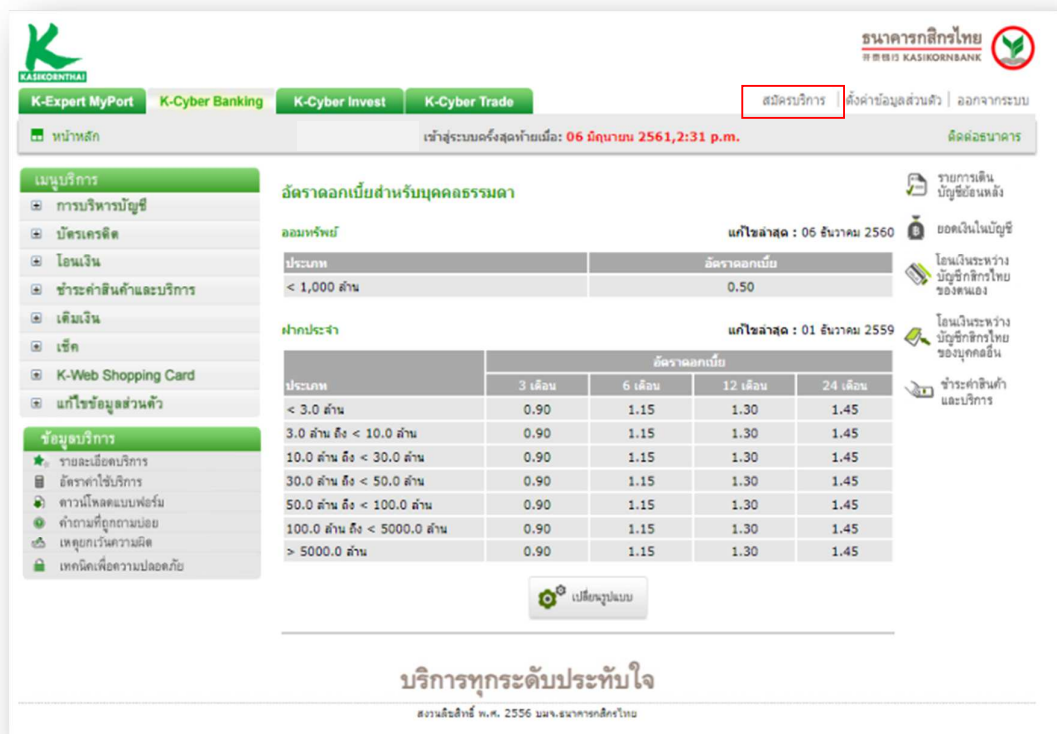 KASIKORNTHAI
ธนาคารกสิกรไทย
开泰银行 KASIKORNBANK
K-Expert MyPort K-Cyber Banking K-Cyber Invest K-Cyber Trade
สมัครบริการ ตั้งค่าข้อมูลส่วนตัว ออกจากระบบ
หน้าหลัก เข้าสู่ระบบครั้งสุดท้ายเมื่อ: 06 มิถุนายน 2561,2:31 p.m. ติดต่อธนาคาร
เมนูบริการ
การบริหารบัญชี
บัตรเครดิต
โอนเงิน
ชำระค่าสินค้าและบริการ
เติมเงิน
เช็ค
K-Web Shopping Card
แก้ไขข้อมูลส่วนตัว
ข้อมูลบริการ
รายละเอียดบริการ
อัตราค่าใช้บริการ
ดาวน์โหลดแบบฟอร์ม
คำถามที่ถูกถามบ่อย
เหตุยกเว้นความผิด
เทคนิคเพื่อความปลอดภัย
อัตราดอกเบี้ยสำหรับบุคคลธรรมดา
ออมทรัพย์ แก้ไขล่าสุด : 06 ธันวาคม 2560
ประเภท อัตราดอกเบี้ย
< 1,000 ล้าน 0.50
ฝากประจำ แก้ไขล่าสุด : 01 ธันวาคม 2559
อัตราดอกเบี้ย
ประเภท 3 เดือน 6 เดือน 12 เดือน 24 เดือน
< 3.0 ล้าน 0.90 1.15 1.30 1.45
3.0 ล้าน ถึง < 10.0 ล้าน 0.90 1.15 1.30 1.45
10.0 ล้าน ถึง < 30.0 ล้าน 0.90 1.15 1.30 1.45
30.0 ล้าน ถึง < 50.0 ล้าน 0.90 1.15 1.30 1.45
50.0 ล้าน ถึง < 100.0 ล้าน 0.90 1.15 1.30 1.45
100.0 ล้าน ถึง < 5000.0 ล้าน 0.90 1.15 1.30 1.45
> 5000.0 ล้าน 0.90 1.15 1.30 1.45
เปลี่ยนรูปแบบ
รายการเดิน
บัญชีย้อนหลัง
ยอดเงินในบัญชี
โอนเงินระหว่าง
บัญชีกสิกรไทย
ของตนเอง
โอนเงินระหว่าง
บัญชีกสิกรไทย
ของบุคคลอื่น
ชำระค่าสินค้า
และบริการ
บริการทุกระดับประทับใจ
สงวนลิขสิทธิ์ พ.ศ. 2556 บมจ.ธนาคารกสิกรไทย